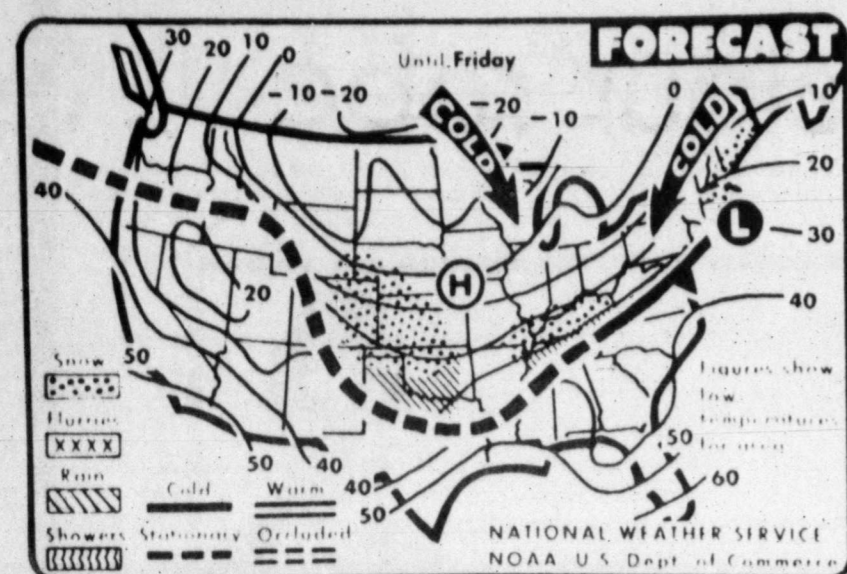 FORECAST
Until Friday
30 20 10 0 -10 -20
-20 -10 0 10
COLD COLD
20
L 30
40
H
20
40
50
Snow
Flurries
Rain
Showers
Cold Warm
Stationary Occluded
50 40
40
50
Figures show
low
temperatures
for area
50
60
NATIONAL WEATHER SERVICE
NOAA U S Dept of Commerce